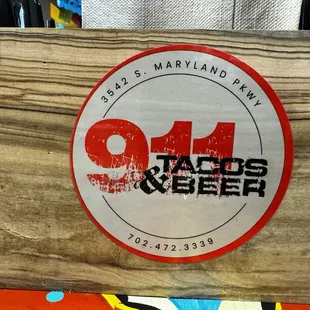 3542 S. MARYLAND PKWY
911
TACOS
& BEER
702.472.3339